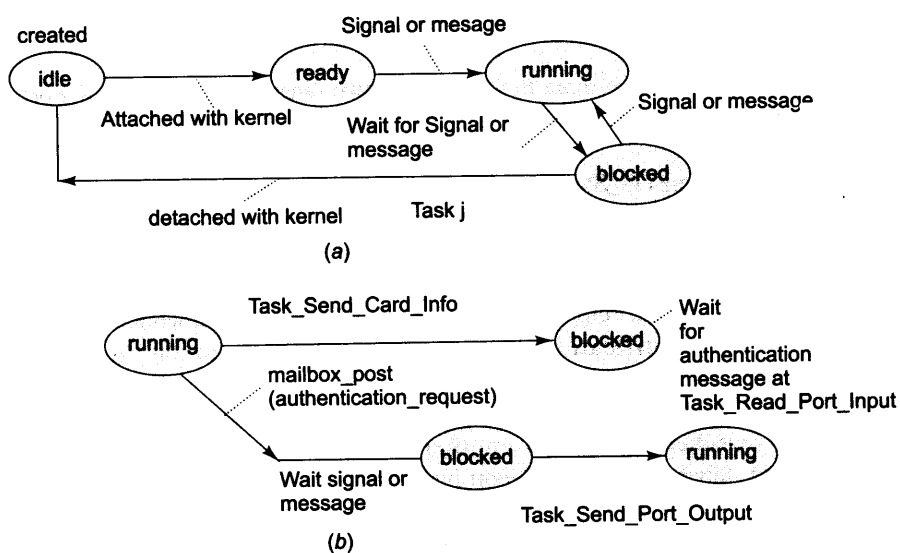 Signal or mesage
created
idle
ready
running
Attached with kernel
Signal or message
Wait for Signal or
message
blocked
detached with kernel
Task j
(a)
Task_Send_Card_Info
running
blocked
Wait
for
authentication
message at
Task_Read_Port_Input
mailbox_post
(authentication_request)
blocked
running
Wait signal or
message
Task_Send_Port_Output
(b)